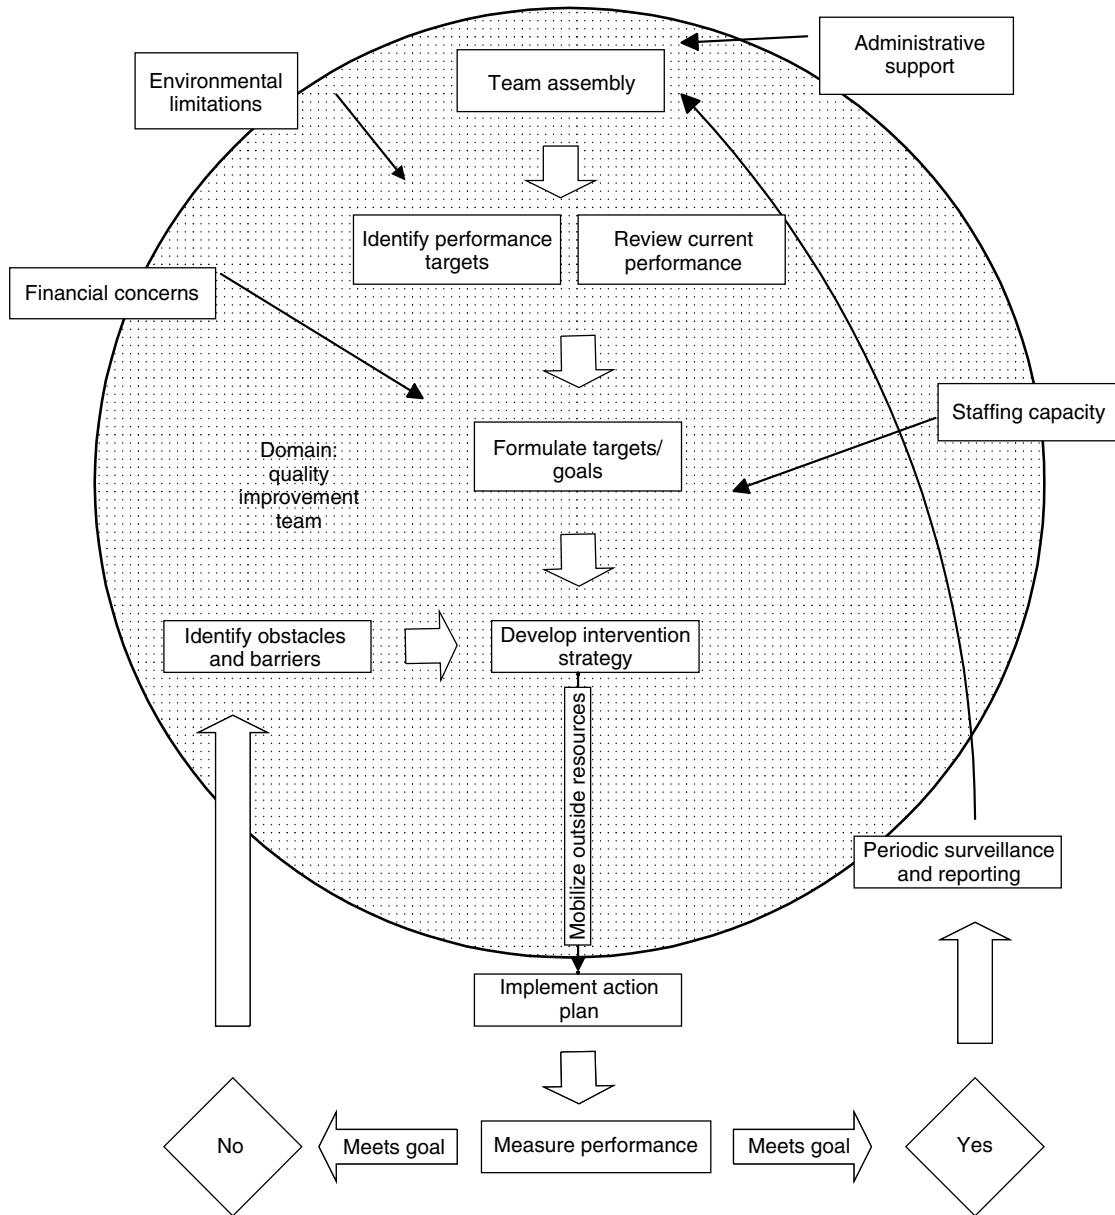 Administrative
support
Team assembly
Environmental
limitations
Identify performance
targets
Review current
performance
Financial concerns
Staffing capacity
Formulate targets/
goals
Domain:
quality
improvement
team
Identify obstacles
and barriers
Develop intervention
strategy
Mobilize outside resources
Periodic surveillance
and reporting
Implement action
plan
No
Meets goal
Measure performance
Meets goal
Yes